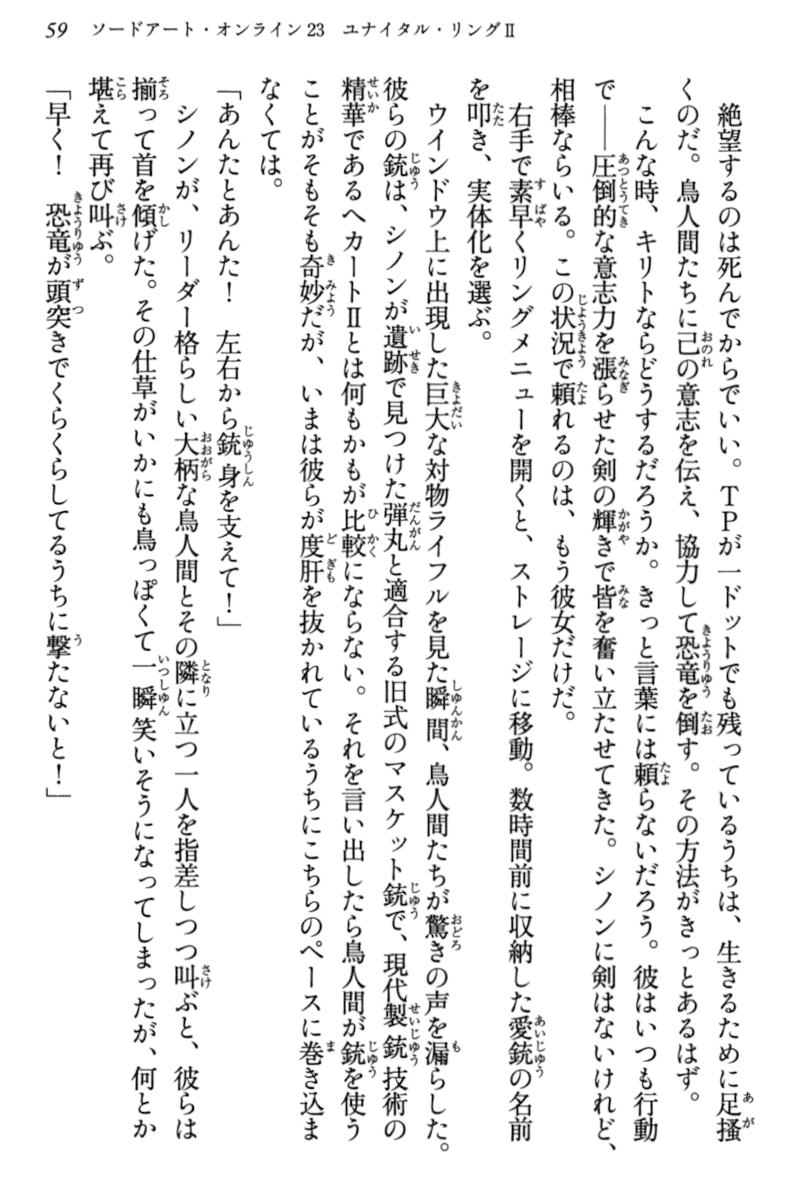 59 ソードアート・オンライン23 ユナイタル・リングⅡ
　絶望するのは死んでからでいい。ＴＰが一ドットでも残っているうちは、生きるために足掻
くのだ。鳥人間たちに己の意志を伝え、協力して恐竜を倒す。その方法がきっとあるはず。
　こんな時、キリトならどうするだろうか。きっと言葉には頼らないだろう。彼はいつも行動
で――圧倒的な意志力を漲らせた剣の輝きで皆を奮い立たせてきた。シノンに剣はないけれど、
相棒ならいる。この状況で頼れるのは、もう彼女だけだ。
　右手で素早くリングメニューを開くと、ストレージに移動。数時間前に収納した愛銃の名前
を叩き、実体化を選ぶ。
　ウインドウ上に出現した巨大な対物ライフルを見た瞬間、鳥人間たちが驚きの声を漏らした。
彼らの銃は、シノンが遺跡で見つけた弾丸と適合する旧式のマスケット銃で、現代製銃技術の
精華であるヘカートⅡとは何もかもが比較にならない。それを言い出したら鳥人間が銃を使う
ことがそもそも奇妙だが、いまは彼らが度肝を抜かれているうちにこちらのペースに巻き込ま
なくては。
「あんたとあんた！　左右から銃身を支えて！」
　シノンが、リーダー格らしい大柄な鳥人間とその隣に立つ一人を指差しつつ叫ぶと、彼らは
揃って首を傾げた。その仕草がいかにも鳥っぽくて一瞬笑いそうになってしまったが、何とか
堪えて再び叫ぶ。
「早く！　恐竜が頭突きでくらくらしてるうちに撃たないと！」